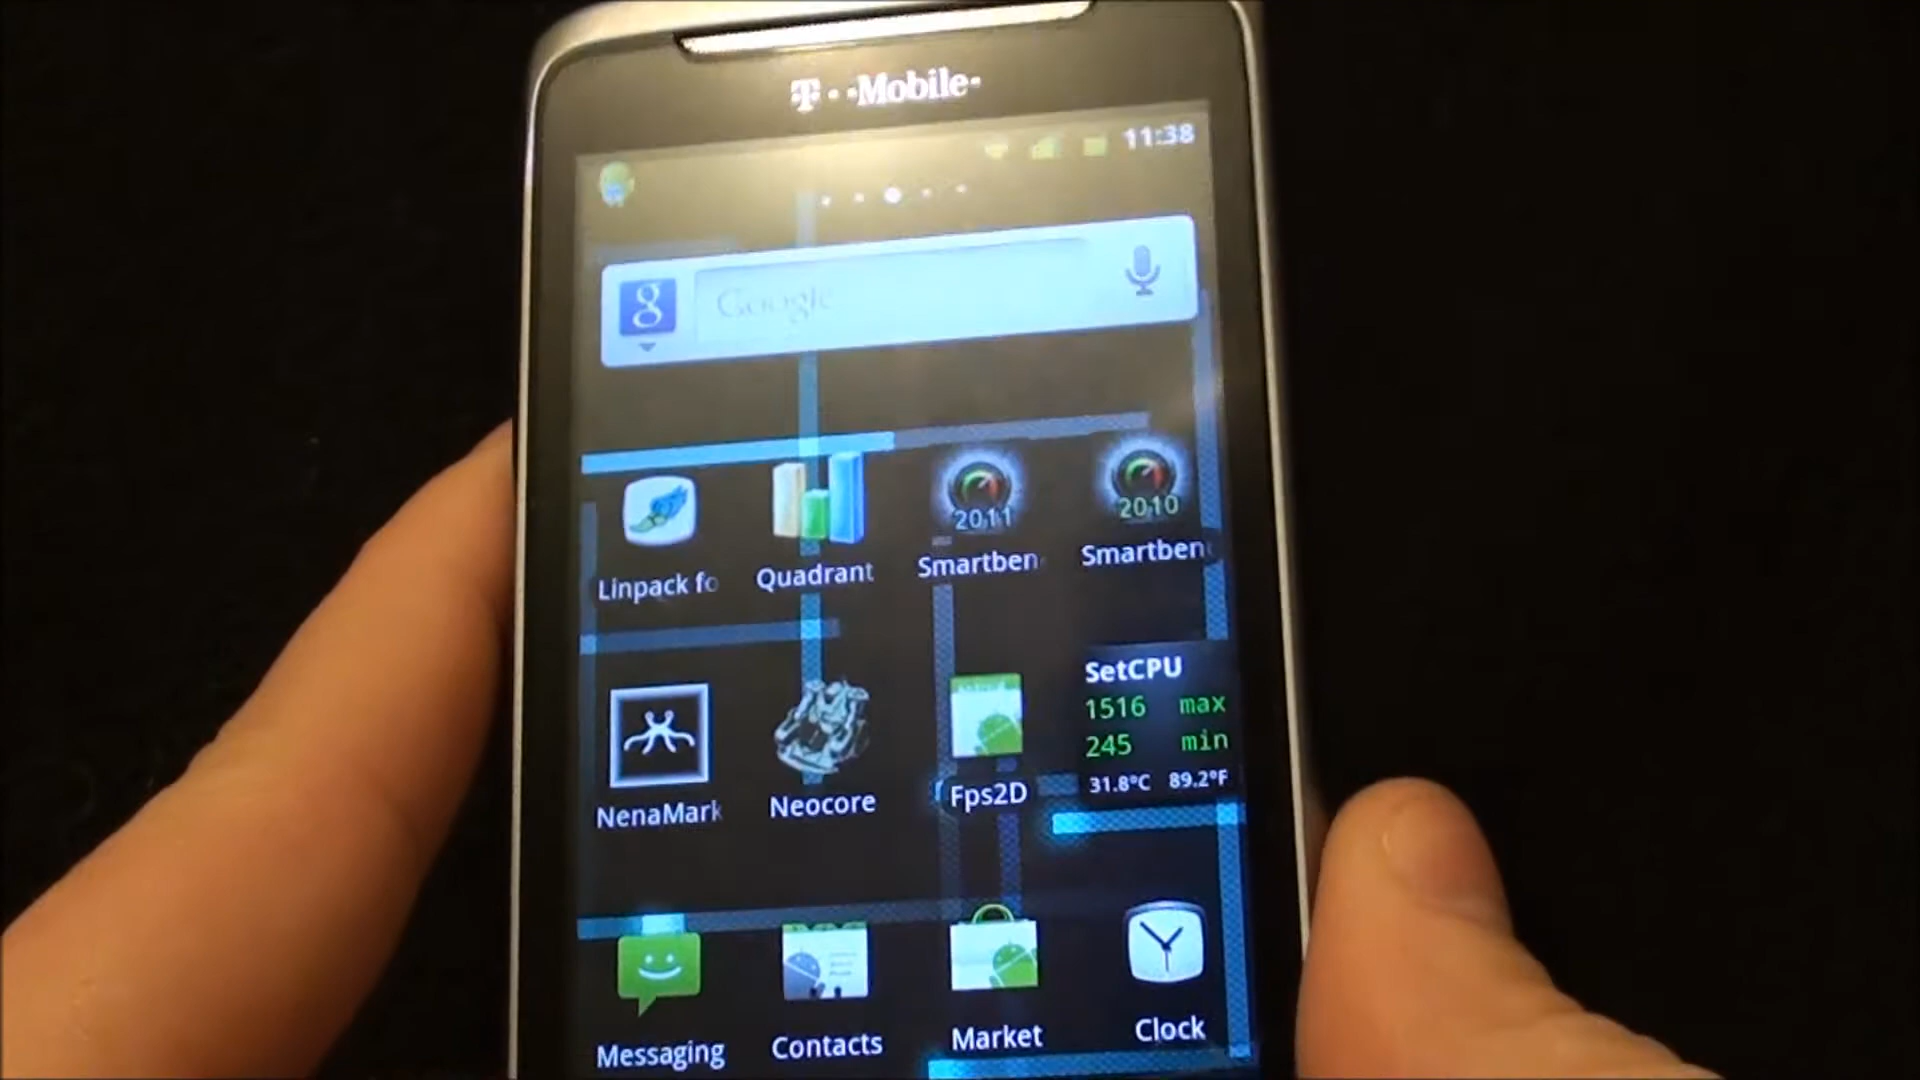 T··Mobile·
11:38
g Google
2011 2010
Linpack fo Quadrant Smartben Smartben
SetCPU
1516 max
245 min
31.8°C 89.2°F
NenaMark Neocore Fps2D
Messaging Contacts Market Clock